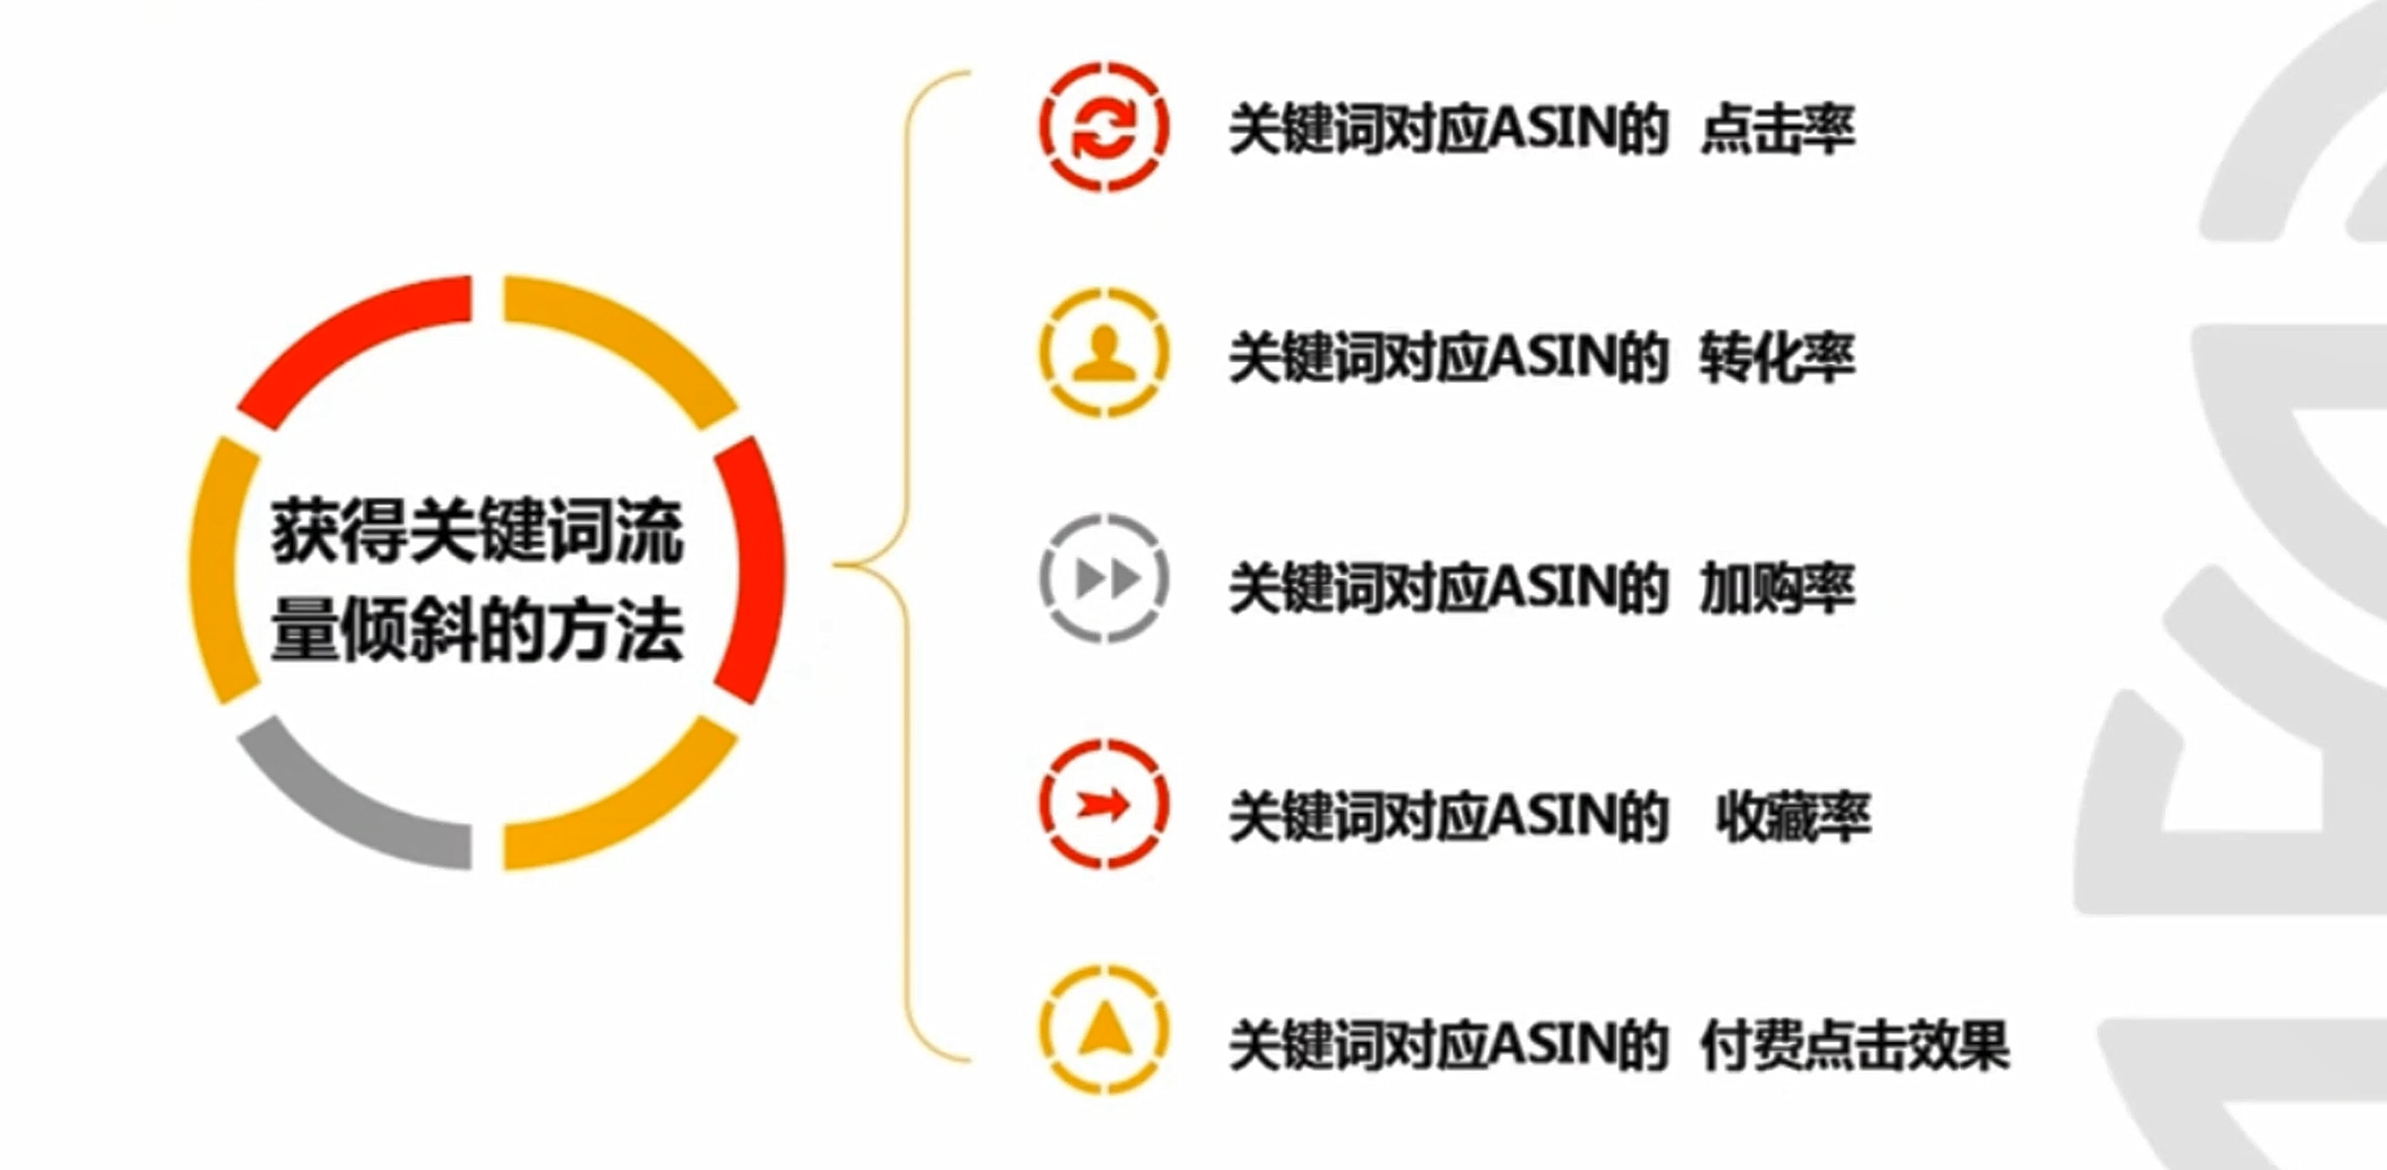 获得关键词流
量倾斜的方法
关键词对应ASIN的 点击率
关键词对应ASIN的 转化率
关键词对应ASIN的 加购率
关键词对应ASIN的 收藏率
关键词对应ASIN的 付费点击效果